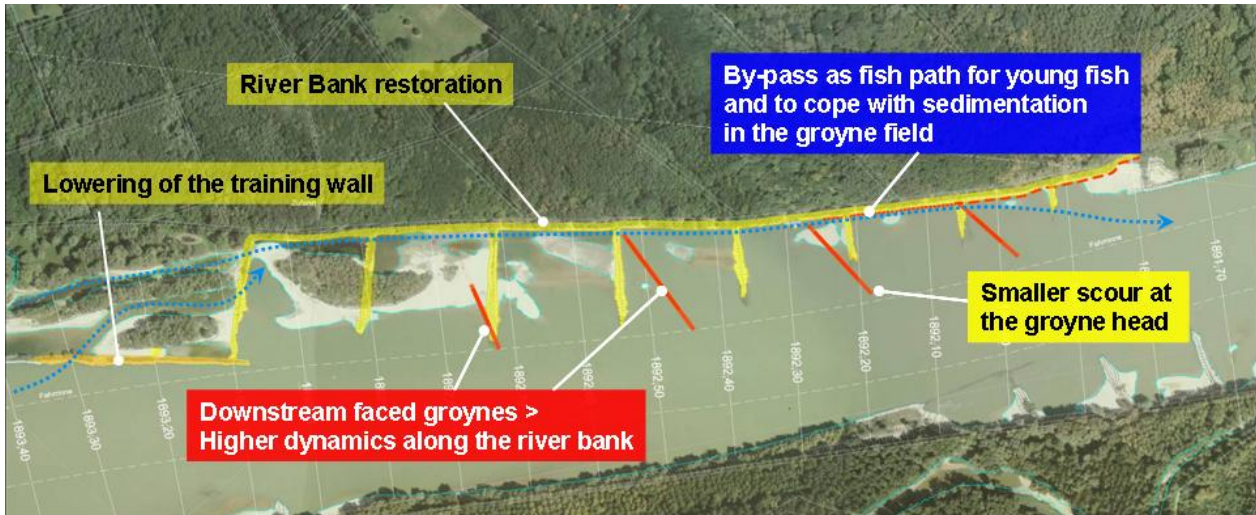 River Bank restoration
By-pass as fish path for young fish
and to cope with sedimentation
in the groyne field
Lowering of the training wall
Smaller scour at
the groyne head
Downstream faced groynes >
Higher dynamics along the river bank
Fahrrinne
Fahrrinne
1893,40
1893,30
1893,20
1892,50
1892,40
1892,30
1892,20
1892,10
1891,70